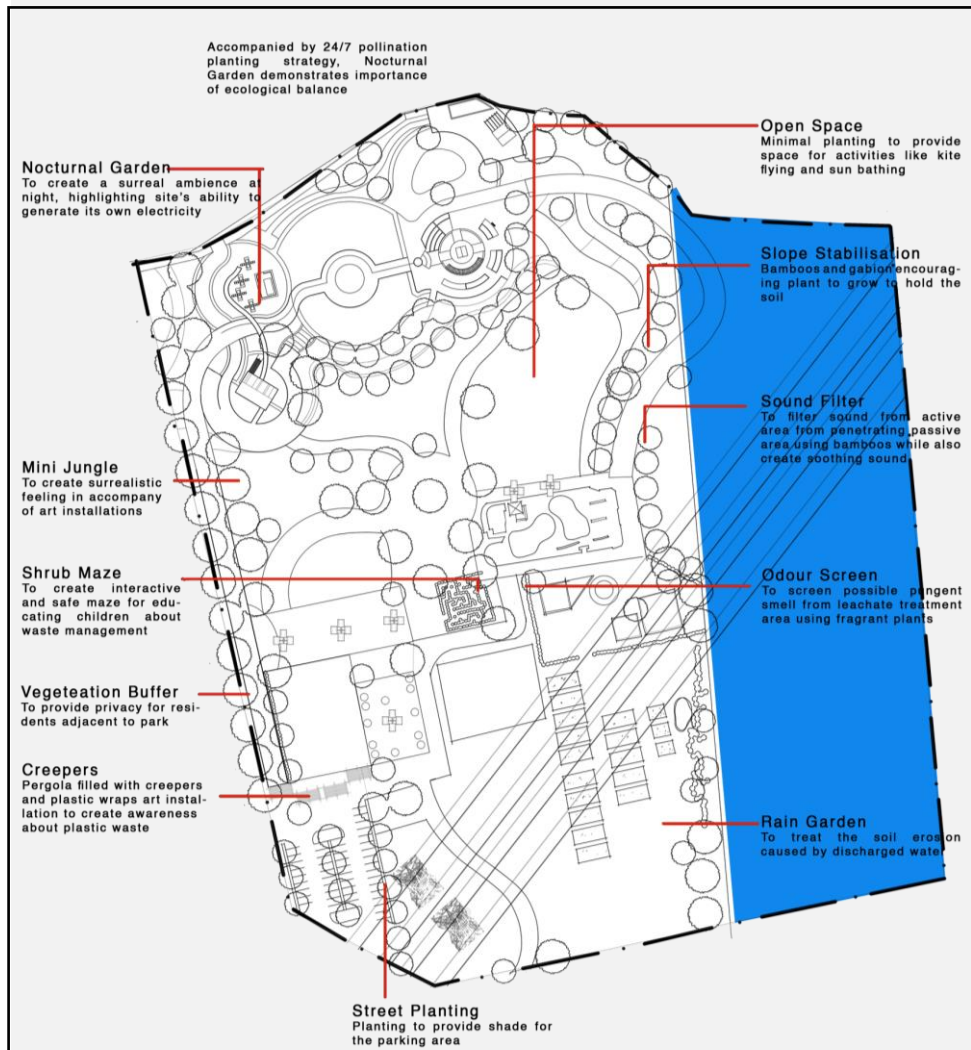 Accompanied by 24/7 pollination
planting strategy, Nocturnal
Garden demonstrates importance
of ecological balance
Nocturnal Garden
To create a surreal ambience at
night, highlighting site's ability to
generate its own electricity
Mini Jungle
To create surrealistic
feeling in accompany
of art installations
Shrub Maze
To create interactive
and safe maze for edu-
cating children about
waste management
Vegeteation Buffer
To provide privacy for resi-
dents adjacent to park
Creepers
Pergola filled with creepers
and plastic wraps art instal-
lation to create awareness
about plastic waste
Street Planting
Planting to provide shade for
the parking area
Open Space
Minimal planting to provide
space for activities like kite
flying and sun bathing
Slope Stabilisation
Bamboos and gabion encourag-
ing plant to grow to hold the
soil
Sound Filter
To filter sound from active
area from penetrating passive
area using bamboos while also
create soothing sound
Odour Screen
To screen possible pungent
smell from leachate treatment
area using fragrant plants
Rain Garden
To treat the soil erosion
caused by discharged water